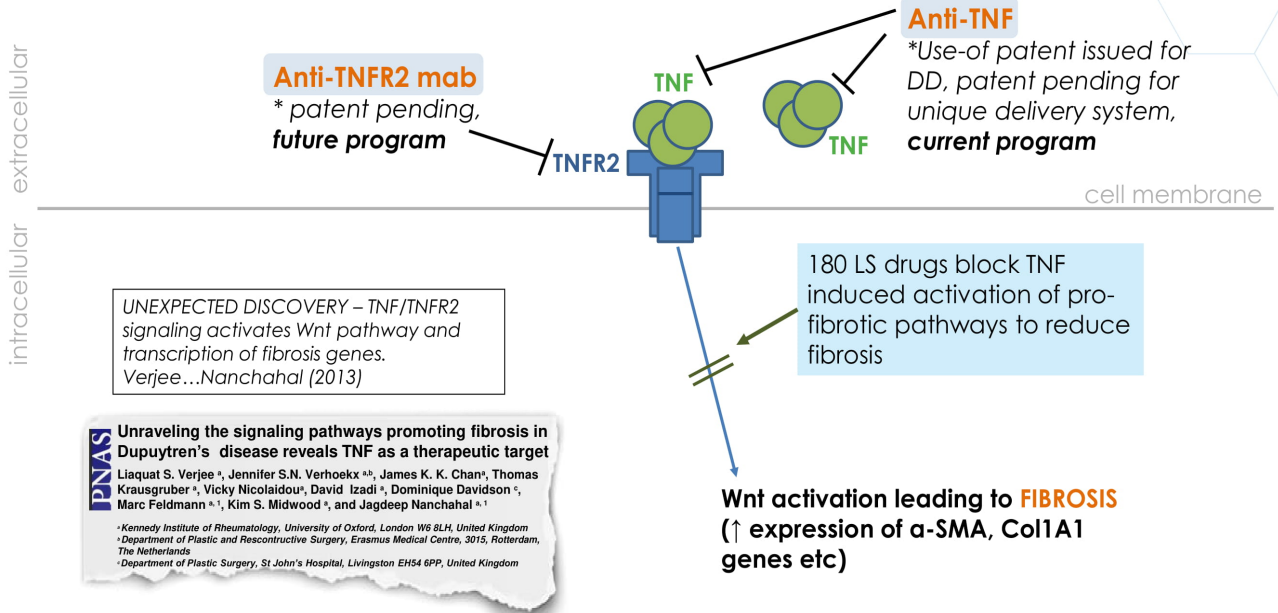 extracellular
intracellular
Anti-TNFR2 mab
* patent pending,
future program
TNFR2
TNF
TNF
Anti-TNF
*Use-of patent issued for
DD, patent pending for
unique delivery system,
current program
cell membrane
180 LS drugs block TNF
induced activation of pro-
fibrotic pathways to reduce
fibrosis
UNEXPECTED DISCOVERY – TNF/TNFR2
signaling activates Wnt pathway and
transcription of fibrosis genes.
Verjee…Nanchahal (2013)
PNAS
Unraveling the signaling pathways promoting fibrosis in
Dupuytren's disease reveals TNF as a therapeutic target
Liaquat S. Verjee ᵃ, Jennifer S.N. Verhoekx ᵃ,ᵇ, James K. K. Chanᵃ, Thomas
Krausgruber ᵃ, Vicky Nicolaidouᵃ, David Izadi ᵃ, Dominique Davidson ᶜ,
Marc Feldmann ᵃ, ¹, Kim S. Midwood ᵃ, and Jagdeep Nanchahal ᵃ, ¹
ᵃ Kennedy Institute of Rheumatology, University of Oxford, London W6 8LH, United Kingdom
ᵇ Department of Plastic and Rescontructive Surgery, Erasmus Medical Centre, 3015, Rotterdam,
The Netherlands
ᶜ Department of Plastic Surgery, St John's Hospital, Livingston EH54 6PP, United Kingdom
Wnt activation leading to FIBROSIS
(↑ expression of a-SMA, Col1A1
genes etc)